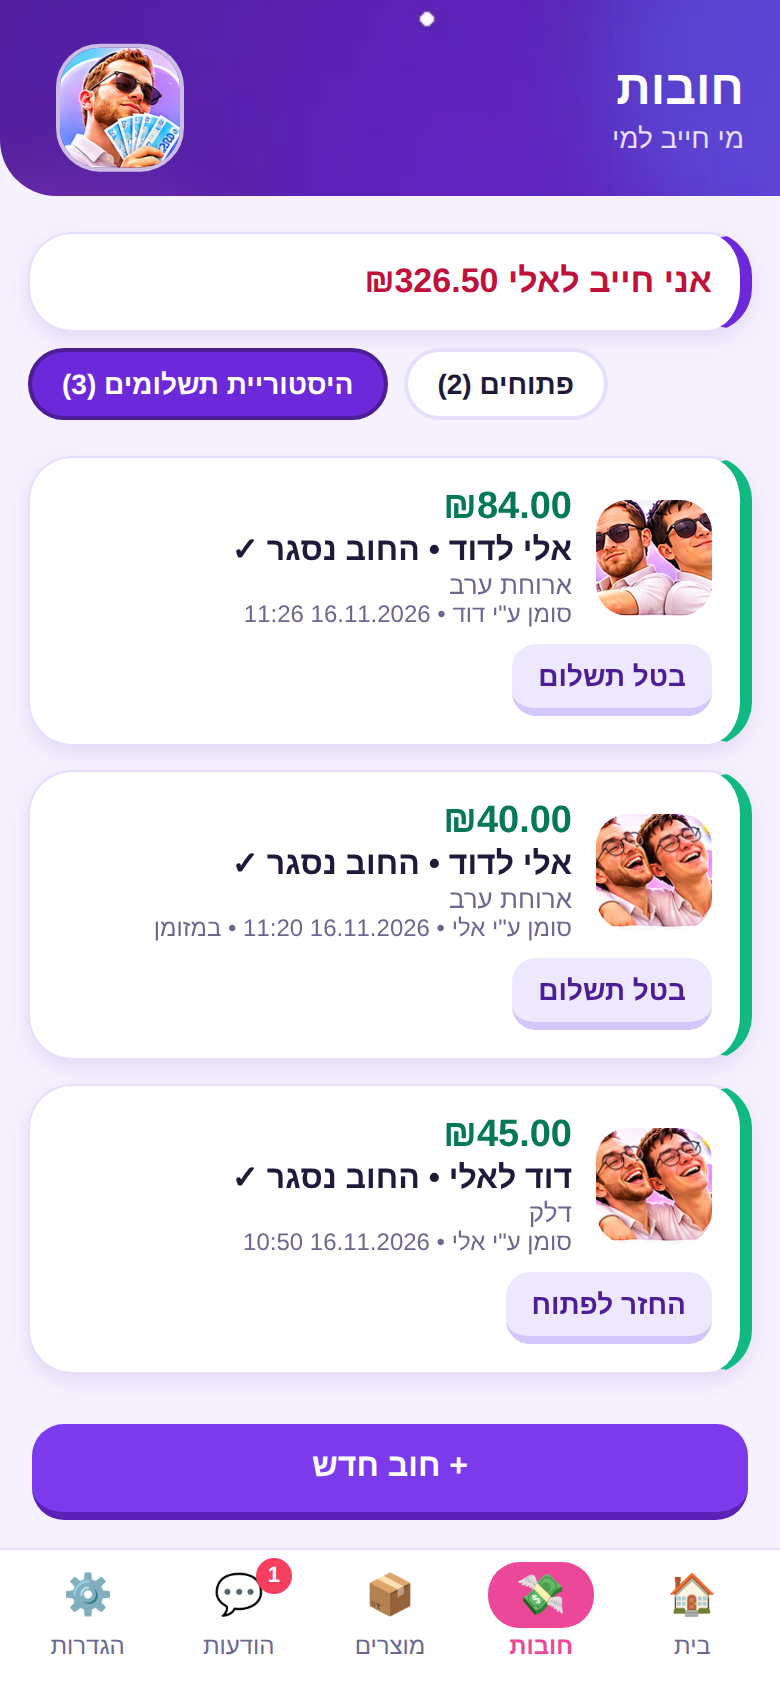 חובות
מי חייב למי
אני חייב לאלי 326.50₪
פתוחים (2)
היסטוריית תשלומים (3)
84.00₪
אלי לדוד • החוב נסגר ✓
ארוחת ערב
סומן ע"י דוד • 16.11.2026 11:26
בטל תשלום
40.00₪
אלי לדוד • החוב נסגר ✓
ארוחת ערב
סומן ע"י אלי • 16.11.2026 11:20 • במזומן
בטל תשלום
45.00₪
דוד לאלי • החוב נסגר ✓
דלק
סומן ע"י אלי • 16.11.2026 10:50
החזר לפתוח
+ חוב חדש
1
בית
חובות
מוצרים
הודעות
הגדרות